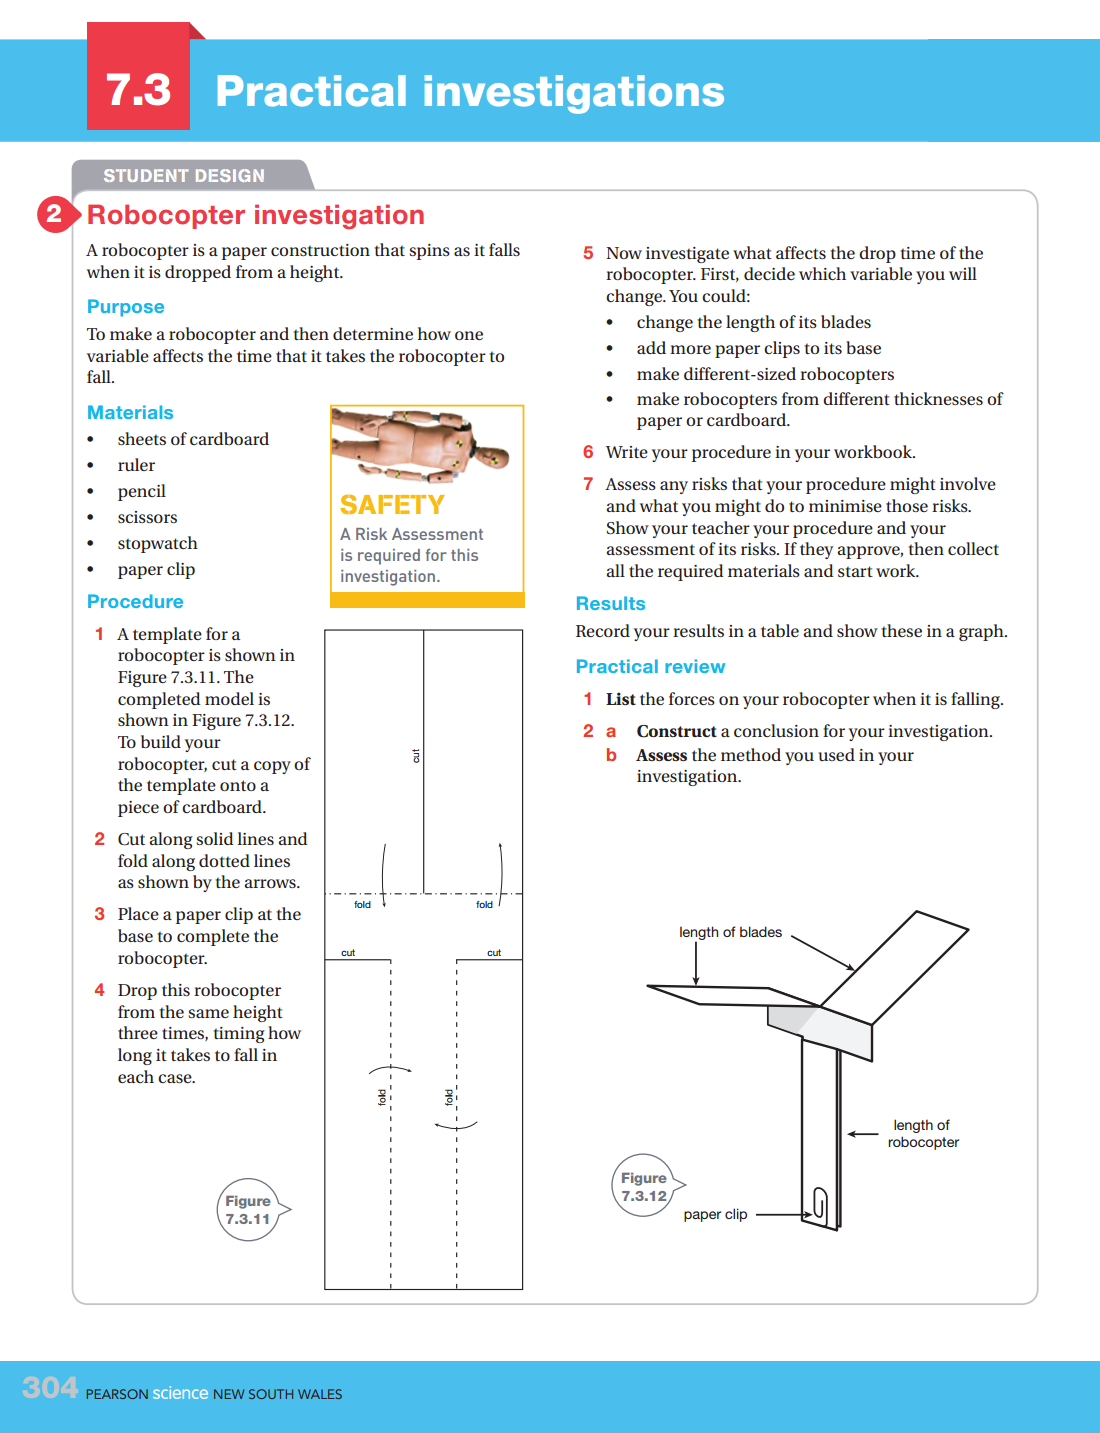 7.3
Practical investigations
STUDENT DESIGN
2
Robocopter investigation
A robocopter is a paper construction that spins as it falls
when it is dropped from a height.
Purpose
To make a robocopter and then determine how one
variable affects the time that it takes the robocopter to
fall.
Materials
• sheets of cardboard
• ruler
• pencil
• scissors
• stopwatch
• paper clip
SAFETY
A Risk Assessment
is required for this
investigation.
Procedure
1 A template for a
robocopter is shown in
Figure 7.3.11. The
completed model is
shown in Figure 7.3.12.
To build your
robocopter, cut a copy of
the template onto a
piece of cardboard.
2 Cut along solid lines and
fold along dotted lines
as shown by the arrows.
3 Place a paper clip at the
base to complete the
robocopter.
4 Drop this robocopter
from the same height
three times, timing how
long it takes to fall in
each case.
cut
fold
fold
cut
cut
fold
fold
Figure
7.3.11
5 Now investigate what affects the drop time of the
robocopter. First, decide which variable you will
change. You could:
• change the length of its blades
• add more paper clips to its base
• make different-sized robocopters
• make robocopters from different thicknesses of
paper or cardboard.
6 Write your procedure in your workbook.
7 Assess any risks that your procedure might involve
and what you might do to minimise those risks.
Show your teacher your procedure and your
assessment of its risks. If they approve, then collect
all the required materials and start work.
Results
Record your results in a table and show these in a graph.
Practical review
1 List the forces on your robocopter when it is falling.
2 a Construct a conclusion for your investigation.
b Assess the method you used in your
investigation.
length of blades
length of
robocopter
Figure
7.3.12
paper clip
304 PEARSON science NEW SOUTH WALES